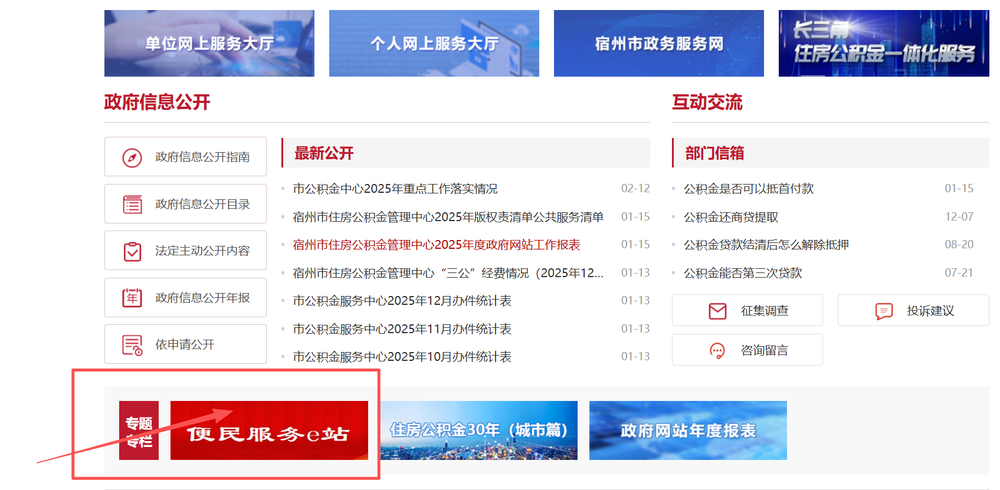 单位网上服务大厅
个人网上服务大厅
宿州市政务服务网
长三角
住房公积金一体化服务
政府信息公开
互动交流
政府信息公开指南
政府信息公开目录
法定主动公开内容
年
政府信息公开年报
依申请公开
最新公开
市公积金中心2025年重点工作落实情况 02-12
宿州市住房公积金管理中心2025年版权责清单公共服务清单 01-15
宿州市住房公积金管理中心2025年度政府网站工作报表 01-15
宿州市住房公积金管理中心“三公”经费情况（2025年12... 01-13
市公积金服务中心2025年12月办件统计表 01-13
市公积金服务中心2025年11月办件统计表 01-13
市公积金服务中心2025年10月办件统计表 01-13
部门信箱
公积金是否可以抵首付款 01-15
公积金还商贷提取 12-07
公积金贷款结清后怎么解除抵押 08-20
公积金能否第三次贷款 07-21
征集调查
投诉建议
咨询留言
专题
专栏
便民服务e站
住房公积金30年（城市篇）
政府网站年度报表